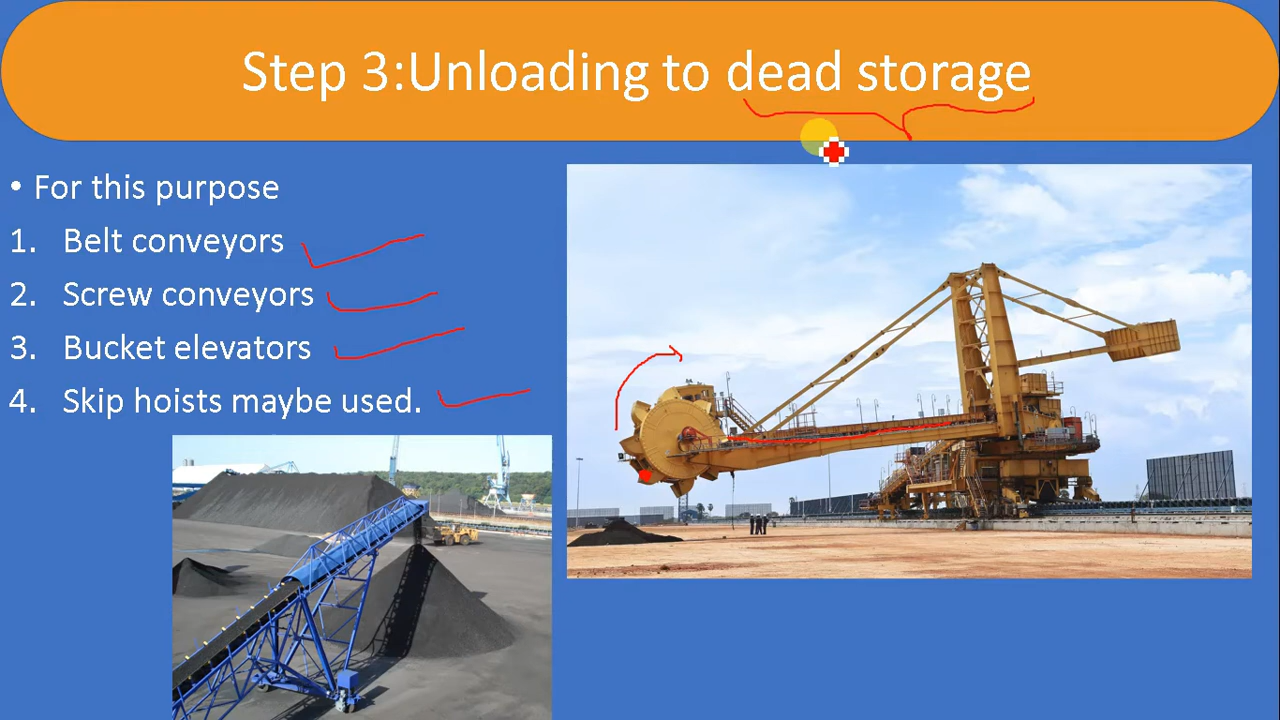 Step 3:Unloading to dead storage
• For this purpose
1. Belt conveyors
2. Screw conveyors
3. Bucket elevators
4. Skip hoists maybe used.